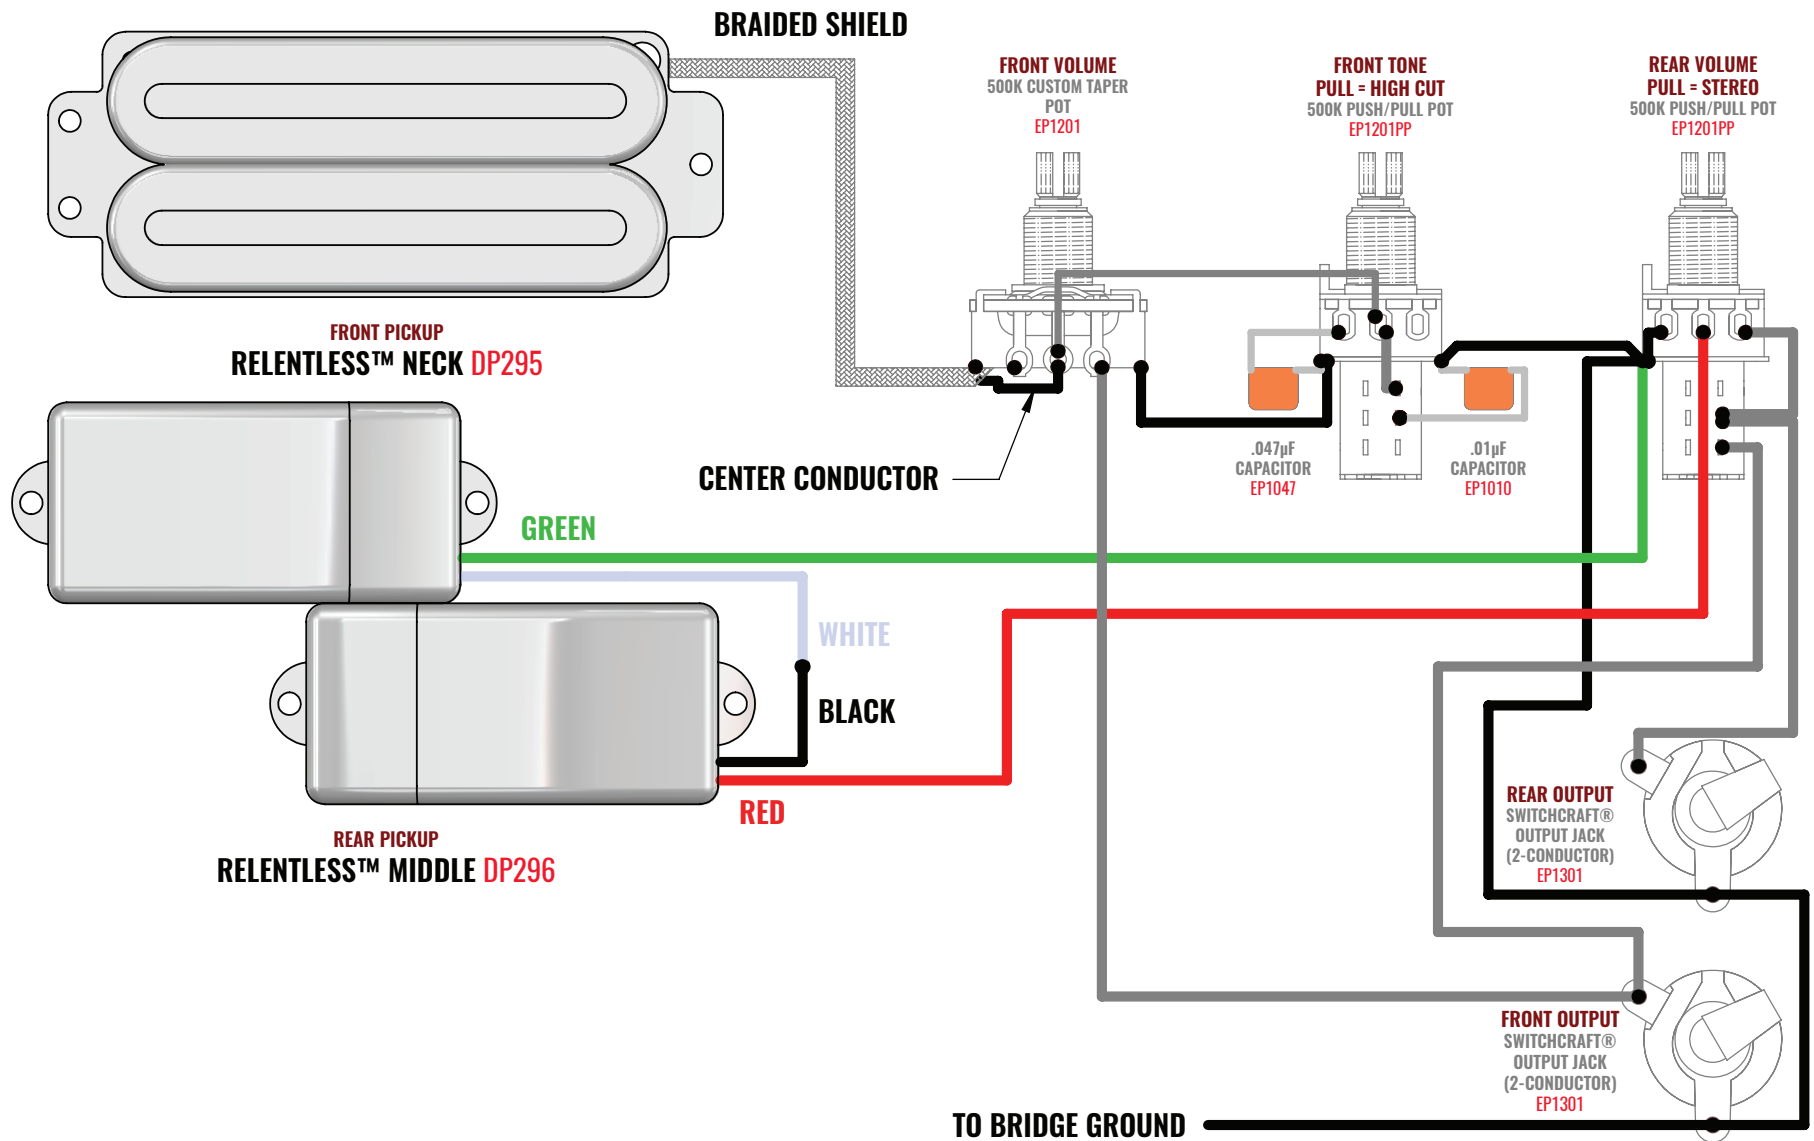 BRAIDED SHIELD
FRONT VOLUME
500K CUSTOM TAPER
POT
EP1201
FRONT TONE
PULL = HIGH CUT
500K PUSH/PULL POT
EP1201PP
REAR VOLUME
PULL = STEREO
500K PUSH/PULL POT
EP1201PP
FRONT PICKUP
RELENTLESS™ NECK DP295
CENTER CONDUCTOR
.047µF
CAPACITOR
EP1047
.01µF
CAPACITOR
EP1010
GREEN
WHITE
BLACK
RED
REAR PICKUP
RELENTLESS™ MIDDLE DP296
REAR OUTPUT
SWITCHCRAFT®
OUTPUT JACK
(2-CONDUCTOR)
EP1301
FRONT OUTPUT
SWITCHCRAFT®
OUTPUT JACK
(2-CONDUCTOR)
EP1301
TO BRIDGE GROUND